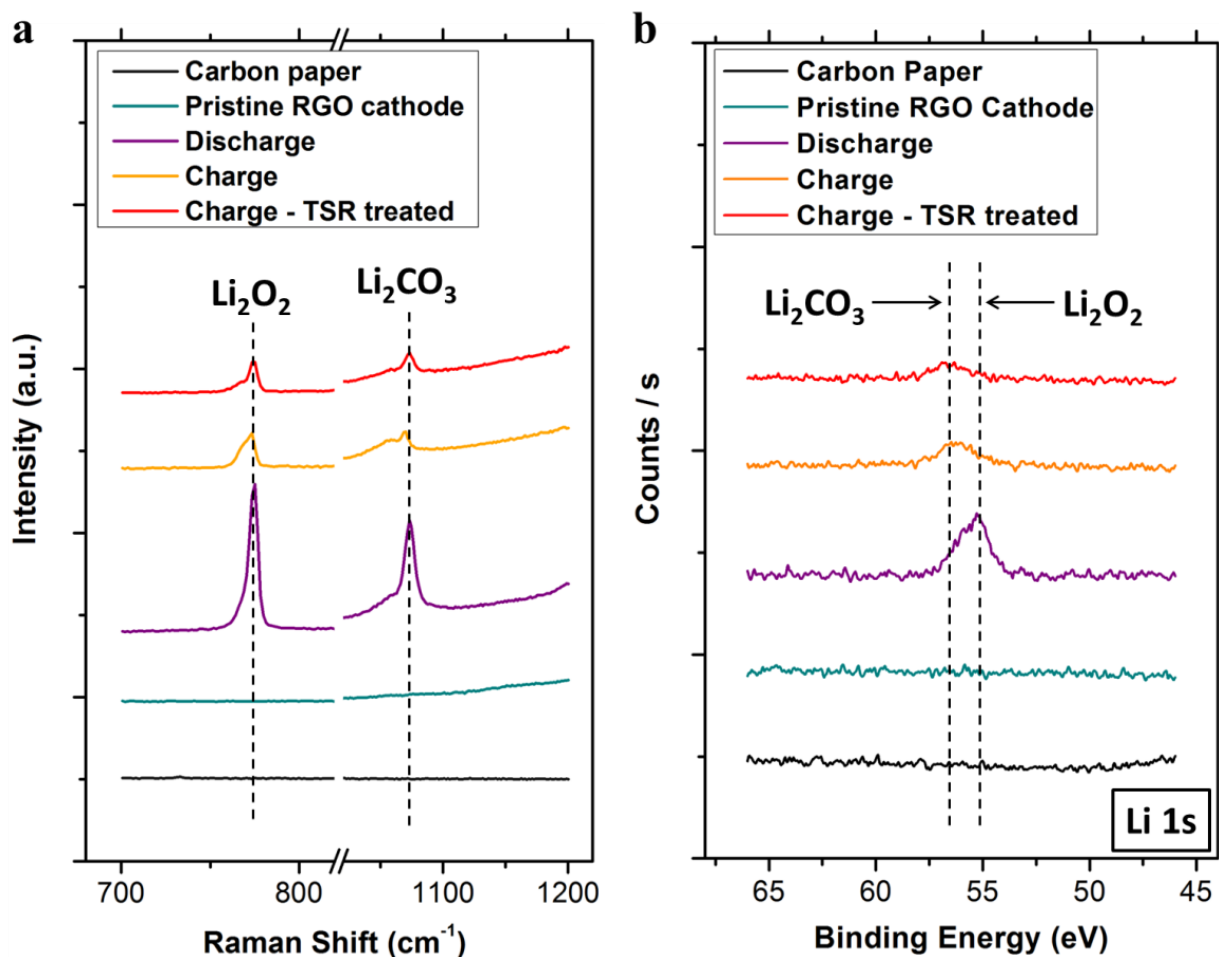 a
Carbon paper
Pristine RGO cathode
Discharge
Charge
Charge - TSR treated
Li₂O₂
Li₂CO₃
Intensity (a.u.)
700 800 1100 1200
Raman Shift (cm⁻¹)
b
Carbon Paper
Pristine RGO Cathode
Discharge
Charge
Charge - TSR treated
Li₂CO₃
Li₂O₂
Counts / s
Li 1s
65 60 55 50 45
Binding Energy (eV)